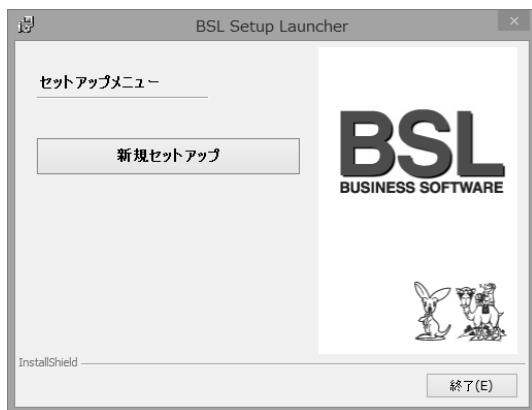 BSL Setup Launcher
セットアップメニュー
新規セットアップ
BSL
BUSINESS SOFTWARE
InstallShield
終了(E)